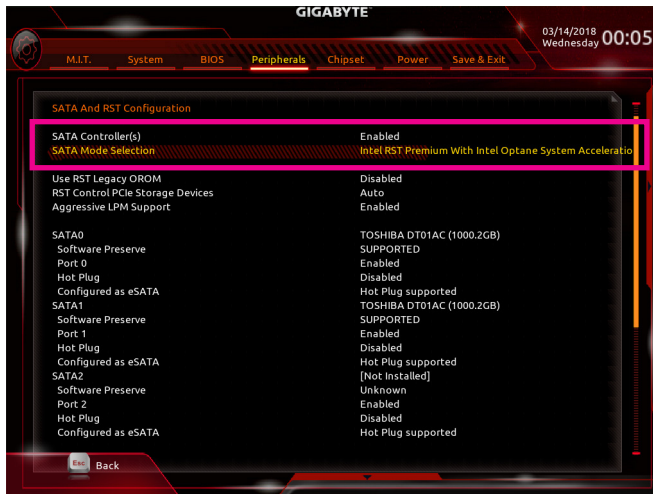 GIGABYTE™
03/14/2018
Wednesday 00:05
M.I.T. System BIOS Peripherals Chipset Power Save & Exit
SATA And RST Configuration
SATA Controller(s) Enabled
SATA Mode Selection Intel RST Premium With Intel Optane System Acceleratio
Use RST Legacy OROM Disabled
RST Control PCIe Storage Devices Auto
Aggressive LPM Support Enabled
SATA0 TOSHIBA DT01AC (1000.2GB)
Software Preserve SUPPORTED
Port 0 Enabled
Hot Plug Disabled
Configured as eSATA Hot Plug supported
SATA1 TOSHIBA DT01AC (1000.2GB)
Software Preserve SUPPORTED
Port 1 Enabled
Hot Plug Disabled
Configured as eSATA Hot Plug supported
SATA2 [Not Installed]
Software Preserve Unknown
Port 2 Enabled
Hot Plug Disabled
Configured as eSATA Hot Plug supported
Esc Back